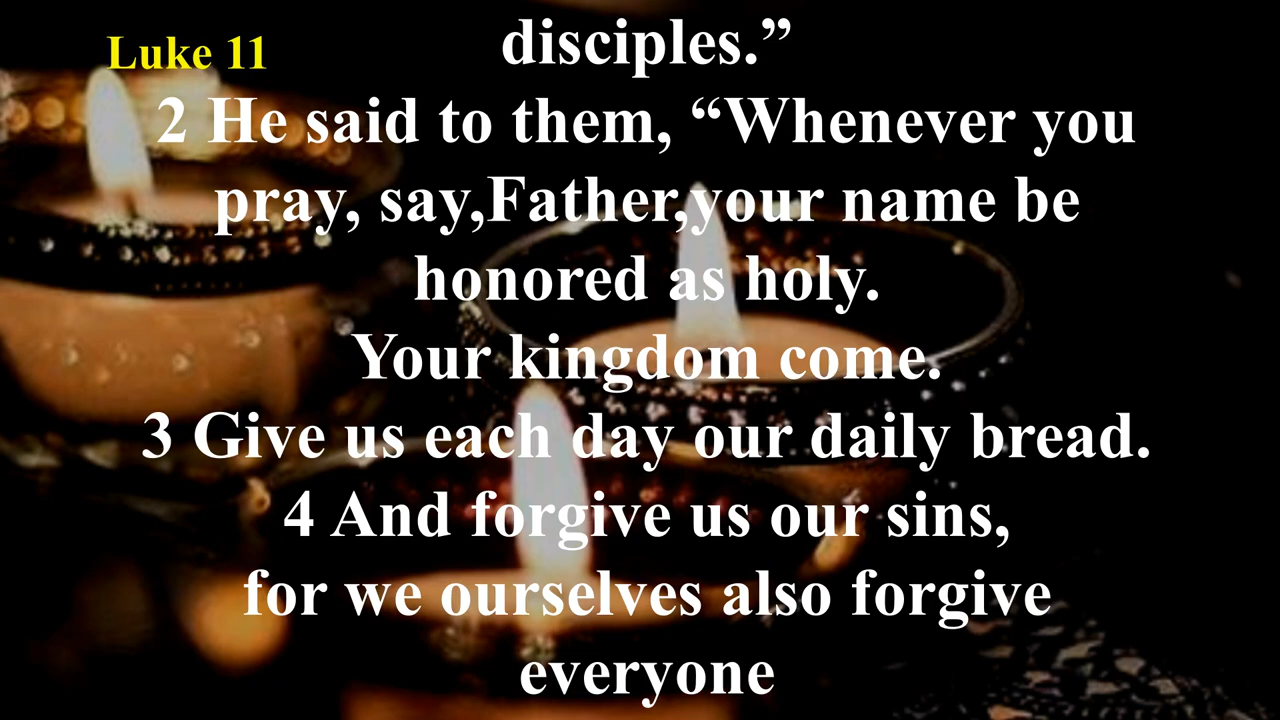 Luke 11
disciples.”
2 He said to them, “Whenever you
pray, say,Father,your name be
honored as holy.
Your kingdom come.
3 Give us each day our daily bread.
4 And forgive us our sins,
for we ourselves also forgive
everyone